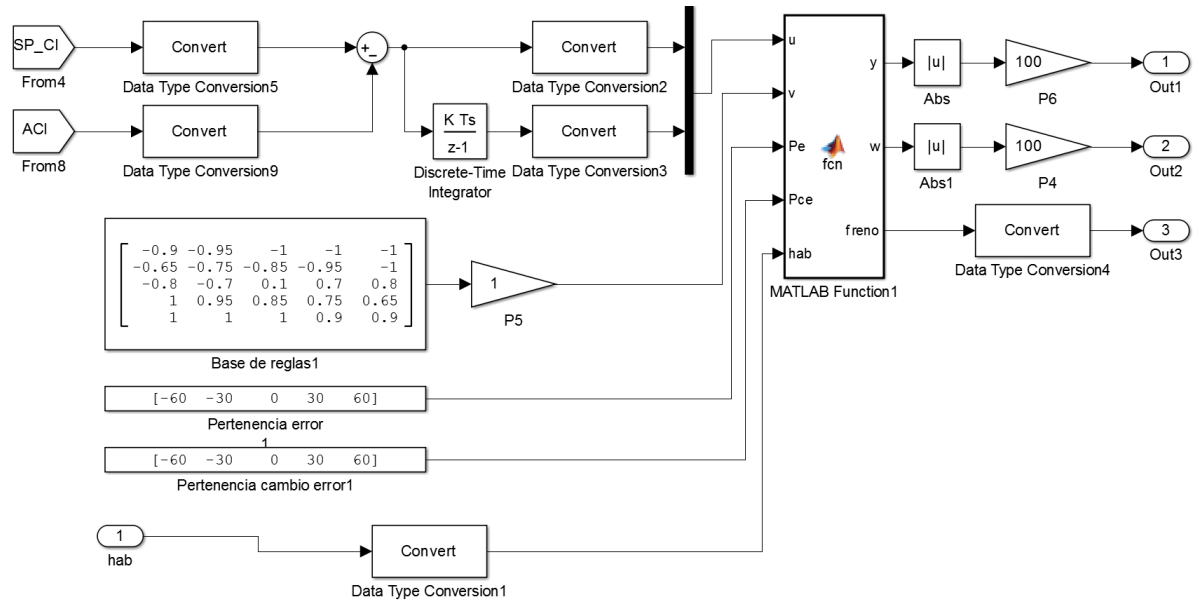 SP_CI
From4
Convert
Data Type Conversion5
+
-
Convert
Data Type Conversion2
ACI
From8
Convert
Data Type Conversion9
K Ts
z-1
Discrete-Time
Integrator
Convert
Data Type Conversion3
u
v
Pe
Pce
hab
fcn
y
w
freno
MATLAB Function1
|u|
Abs
100
P6
1
Out1
|u|
Abs1
100
P4
2
Out2
Convert
Data Type Conversion4
3
Out3
-0.9 -0.95 -1 -1 -1
-0.65 -0.75 -0.85 -0.95 -1
-0.8 -0.7 0.1 0.7 0.8
1 0.95 0.85 0.75 0.65
1 1 1 0.9 0.9
Base de reglas1
1
P5
[-60 -30 0 30 60]
Pertenencia error
1
[-60 -30 0 30 60]
Pertenencia cambio error1
1
hab
Convert
Data Type Conversion1